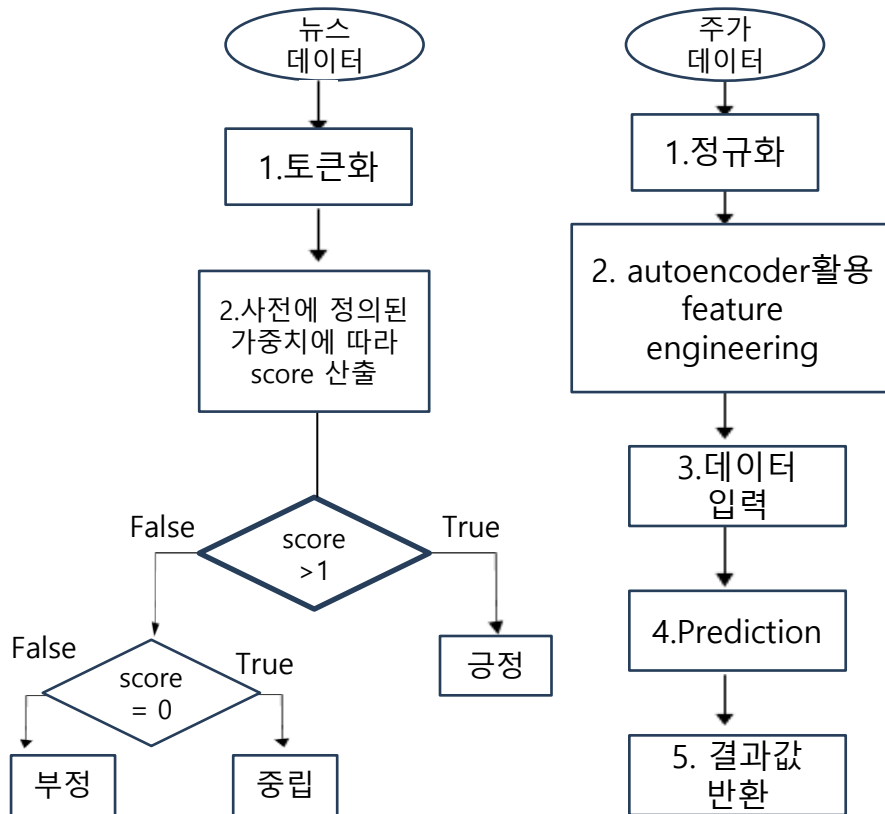 뉴스
데이터
1.토큰화
2.사전에 정의된
가중치에 따라
score 산출
False
True
score
>1
긍정
False
True
score
= 0
부정
중립
주가
데이터
1.정규화
2. autoencoder활용
feature
engineering
3.데이터
입력
4.Prediction
5. 결과값
반환